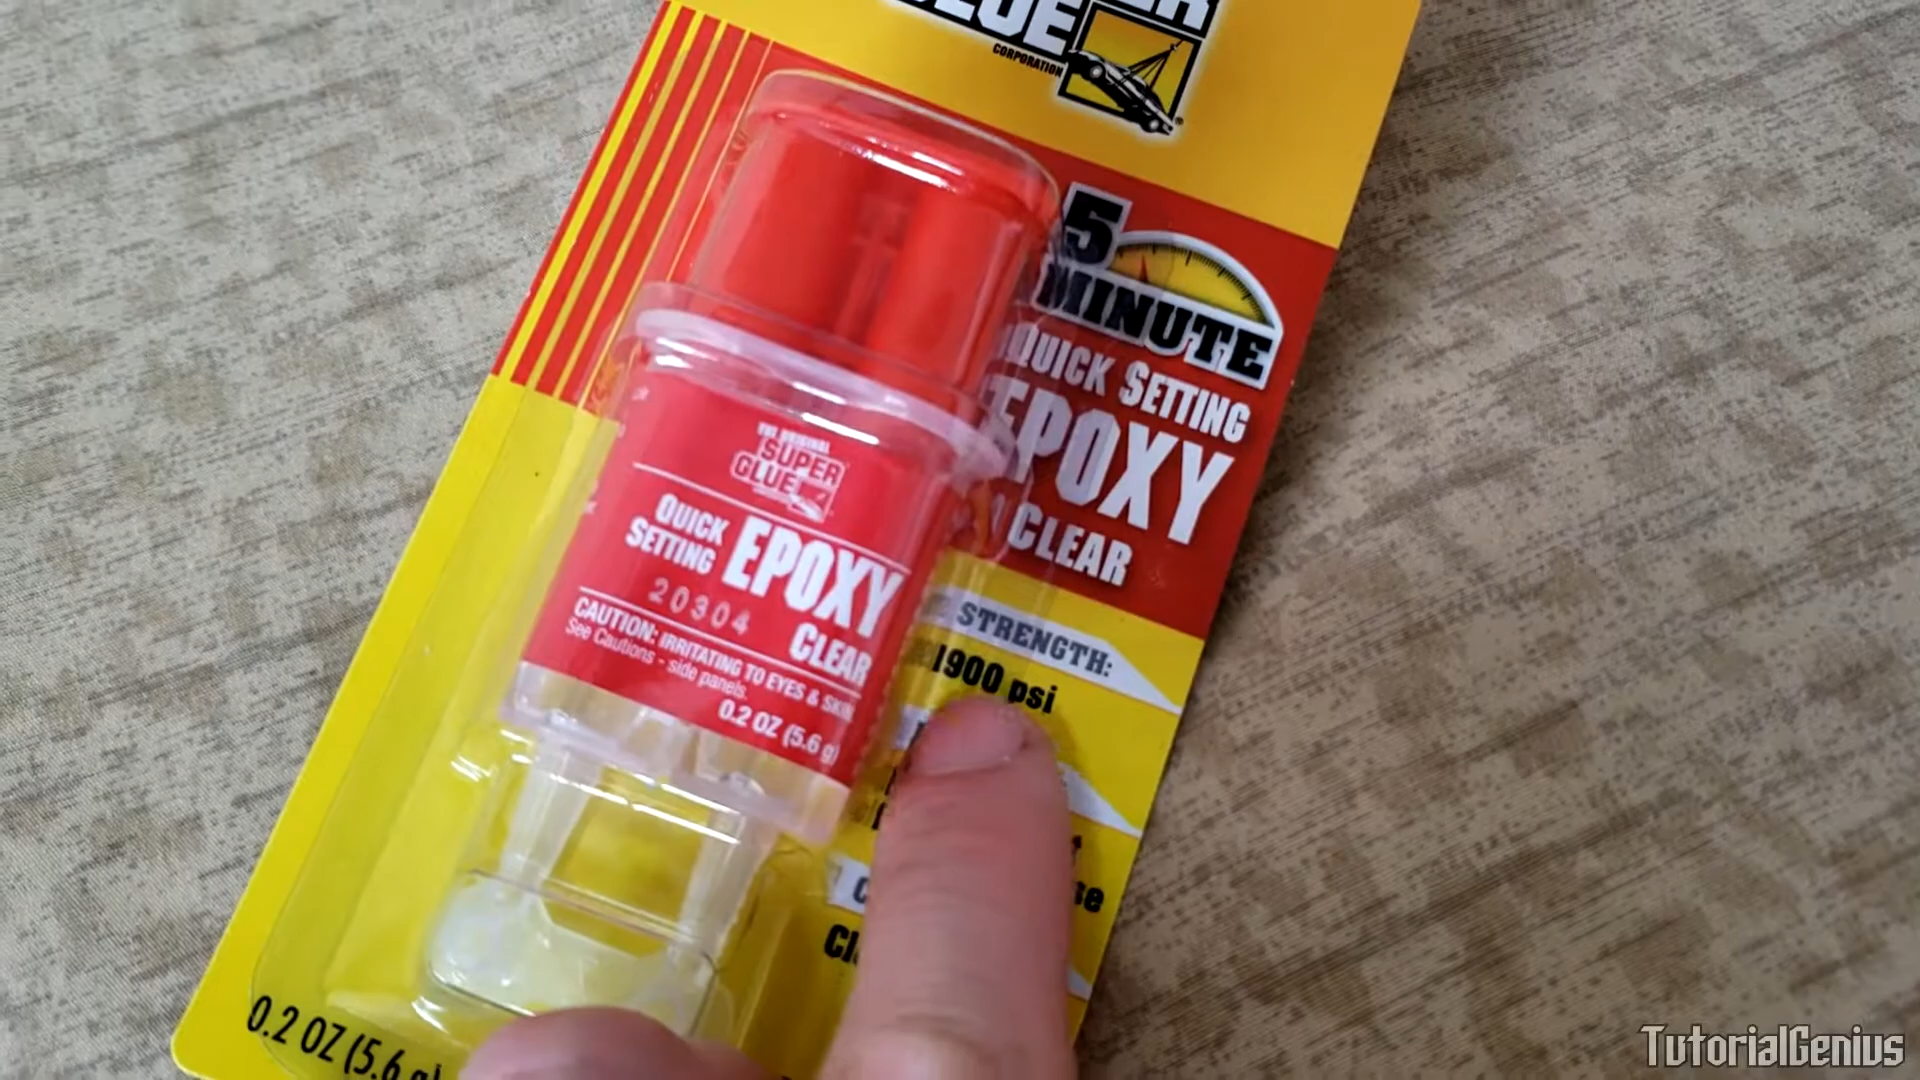 GLUE
CORPORATION
5
MINUTE
QUICK SETTING
EPOXY
CLEAR
STRENGTH:
1900 psi
THE ORIGINAL
SUPER
GLUE
QUICK
SETTING
EPOXY
20304
CLEAR
CAUTION: IRRITATING TO EYES & SKIN
See Cautions - side panels.
0.2 OZ (5.6 g)
0.2 OZ (5.6 g)
TutorialGenius